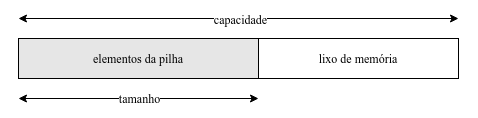 capacidade
elementos da pilha
lixo de memória
tamanho